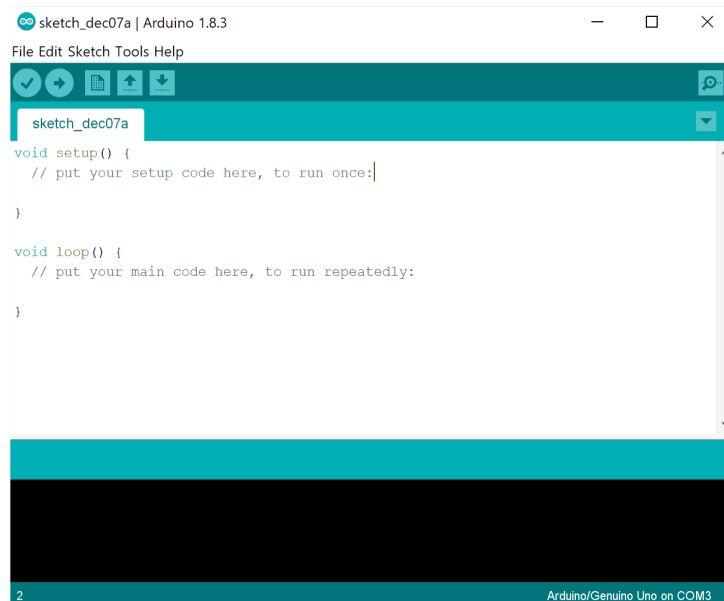 sketch_dec07a | Arduino 1.8.3
File Edit Sketch Tools Help
sketch_dec07a
void setup() {
  // put your setup code here, to run once:

}

void loop() {
  // put your main code here, to run repeatedly:

}
2
Arduino/Genuino Uno on COM3